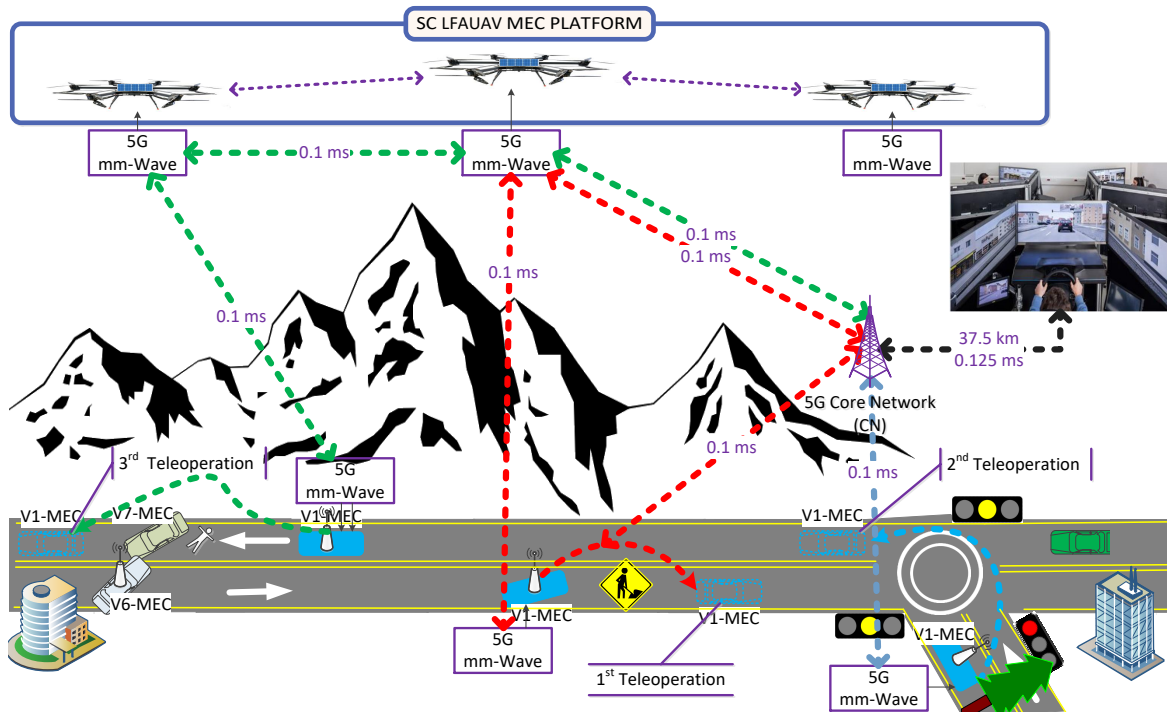 SC LFAUAV MEC PLATFORM
5G
mm-Wave
5G
mm-Wave
5G
mm-Wave
0.1 ms
0.1 ms
0.1 ms
0.1 ms
0.1 ms
37.5 km
0.125 ms
5G Core Network
(CN)
0.1 ms
0.1 ms
3rd Teleoperation
2nd Teleoperation
5G
mm-Wave
V1-MEC
V7-MEC
V1-MEC
V1-MEC
V6-MEC
V1-MEC
V1-MEC
V1-MEC
5G
mm-Wave
1st Teleoperation
5G
mm-Wave